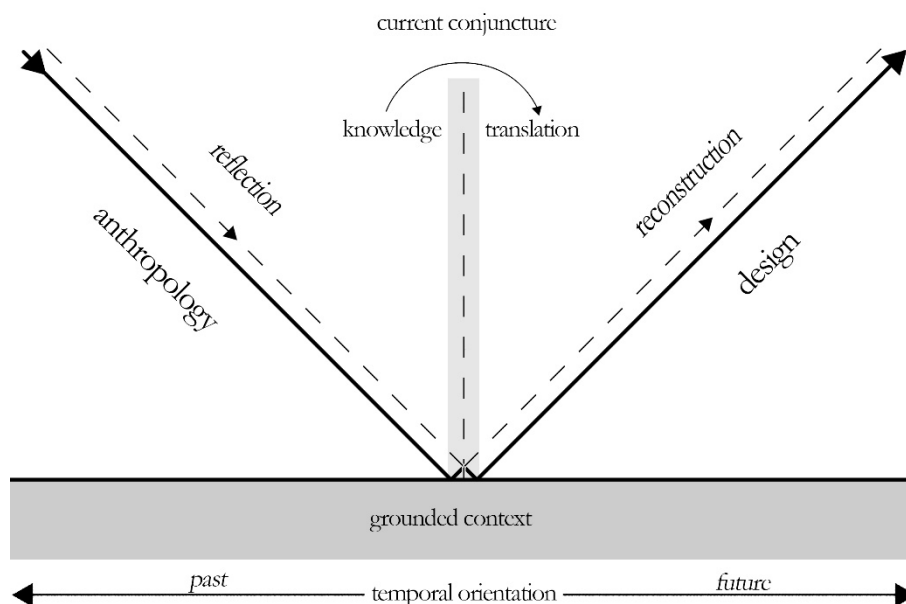 current conjuncture
knowledge translation
reflection
reconstruction
anthropology
design
grounded context
past
future
temporal orientation